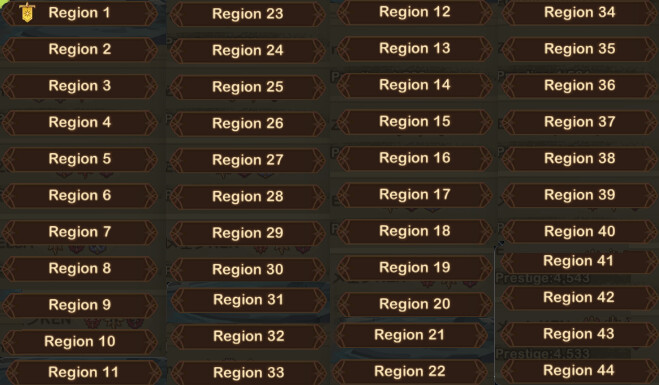 Region 1
Region 2
Region 3
Region 4
Region 5
Region 6
Region 7
Region 8
Region 9
Region 10
Region 11
Region 23
Region 24
Region 25
Region 26
Region 27
Region 28
Region 29
Region 30
Region 31
Region 32
Region 33
Region 12
Region 13
Region 14
Region 15
Region 16
Region 17
Region 18
Region 19
Region 20
Region 21
Region 22
Region 34
Region 35
Region 36
Region 37
Region 38
Region 39
Region 40
Region 41
Prestige:4,543
Region 42
Region 43
Prestige:4,533
Region 44